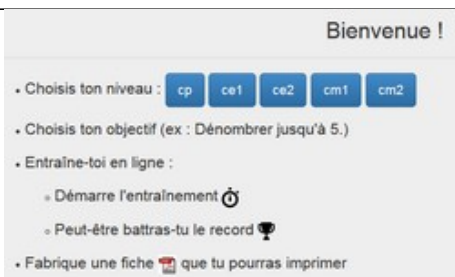 Bienvenue !
• Choisis ton niveau : cp ce1 ce2 cm1 cm2
• Choisis ton objectif (ex : Dénombrer jusqu'à 5.)
• Entraîne-toi en ligne :
◦ Démarre l'entraînement
◦ Peut-être battras-tu le record
• Fabrique une fiche que tu pourras imprimer